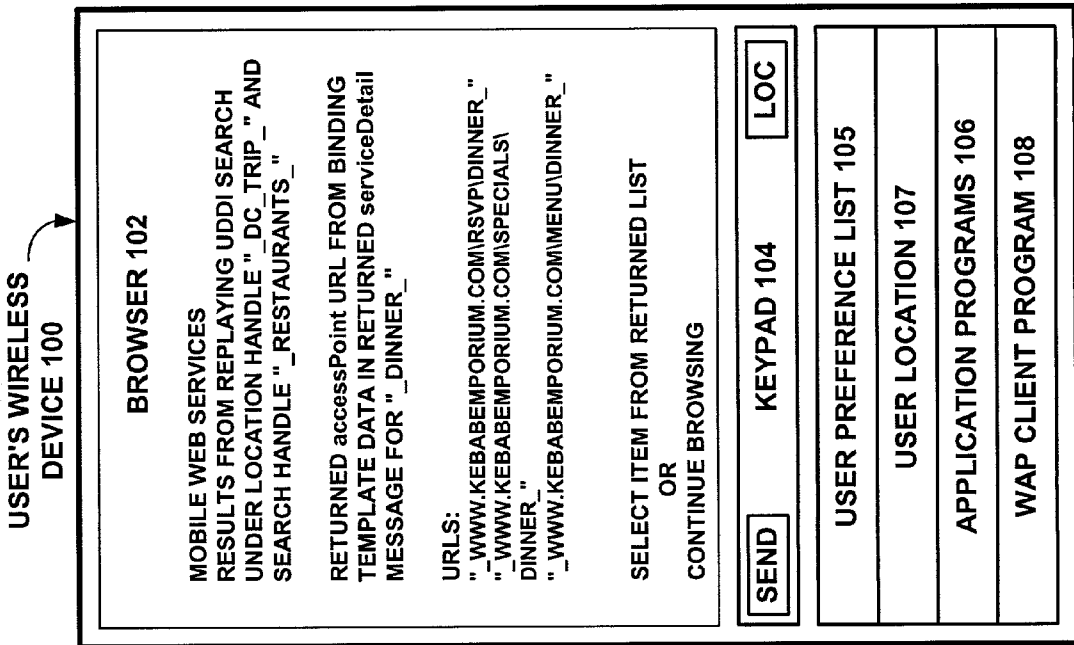 USER'S WIRELESS
DEVICE 100
BROWSER 102
MOBILE WEB SERVICES
RESULTS FROM REPLAYING UDDI SEARCH
UNDER LOCATION HANDLE "_DC_TRIP_" AND
SEARCH HANDLE "_RESTAURANTS_"
RETURNED accessPoint URL FROM BINDING
TEMPLATE DATA IN RETURNED serviceDetail
MESSAGE FOR "_DINNER_"
URLS:
"_WWW.KEBABEMPORIUM.COM\RSVP\DINNER_"
"_WWW.KEBABEMPORIUM.COM\SPECIALS\
DINNER_"
"_WWW.KEBABEMPORIUM.COM\MENU\DINNER_"
SELECT ITEM FROM RETURNED LIST
OR
CONTINUE BROWSING
SEND KEYPAD 104 LOC
USER PREFERENCE LIST 105
USER LOCATION 107
APPLICATION PROGRAMS 106
WAP CLIENT PROGRAM 108